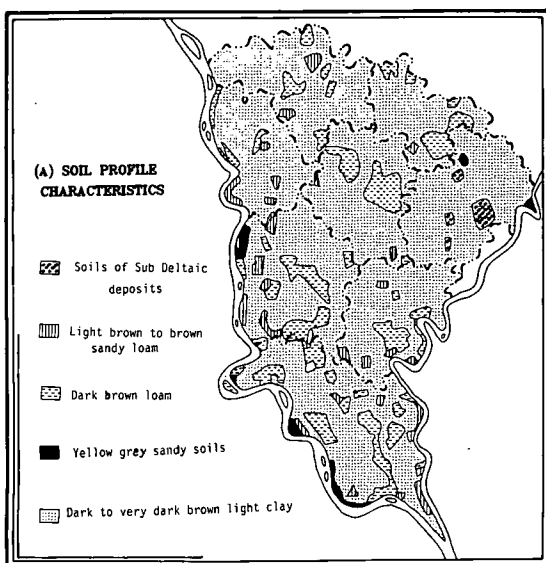 (A) SOIL PROFILE
CHARACTERISTICS
Soils of Sub Deltaic
deposits
Light brown to brown
sandy loam
Dark brown loam
Yellow grey sandy soils
Dark to very dark brown light clay